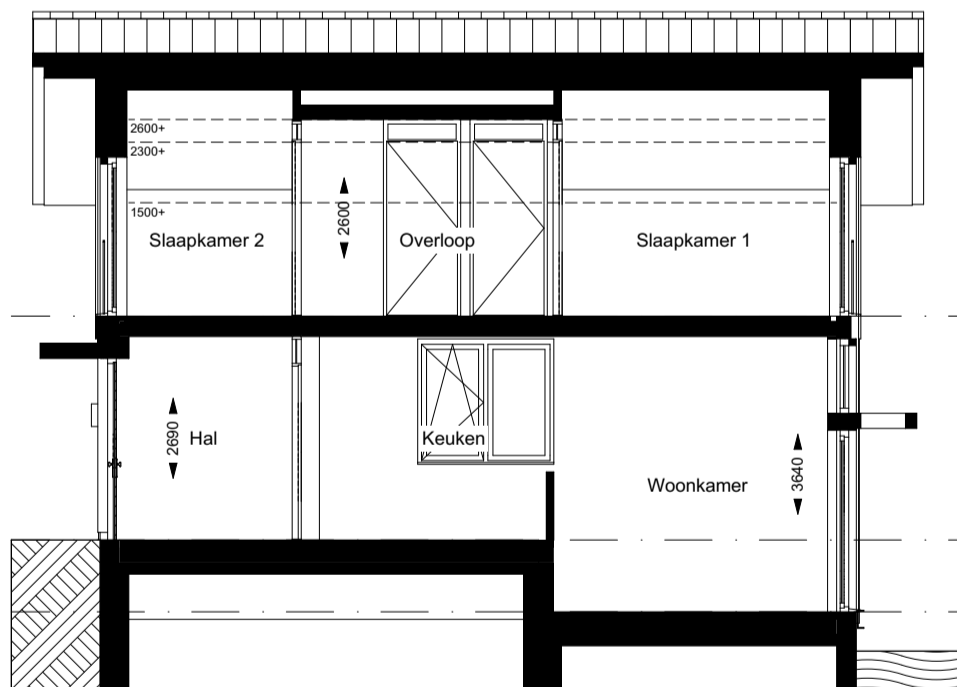 2600+
2300+
1500+
2600
Slaapkamer 2
Overloop
Slaapkamer 1
2690
Hal
Keuken
3640
Woonkamer